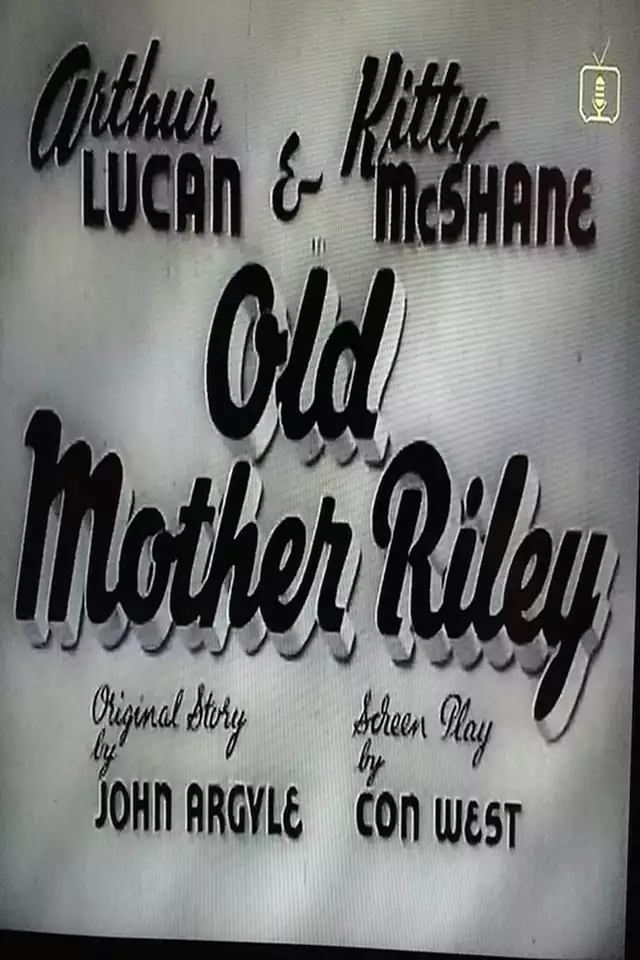 Arthur LUCAN & Kitty McSHANE
in
Old
Mother Riley
Original Story Screen Play
by by
JOHN ARGYLE CON WEST